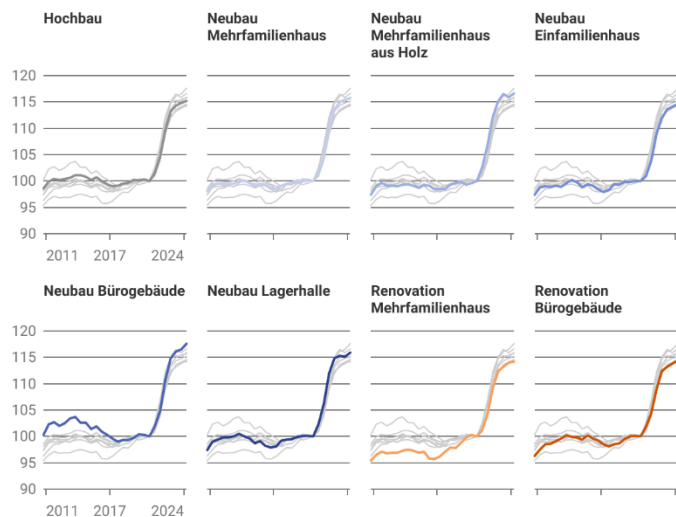 Hochbau
Neubau
Mehrfamilienhaus
Neubau
Mehrfamilienhaus
aus Holz
Neubau
Einfamilienhaus
120
115
110
105
100
95
90
2011
2017
2024
Neubau Bürogebäude
Neubau Lagerhalle
Renovation
Mehrfamilienhaus
Renovation
Bürogebäude
120
115
110
105
100
95
90
2011
2017
2024